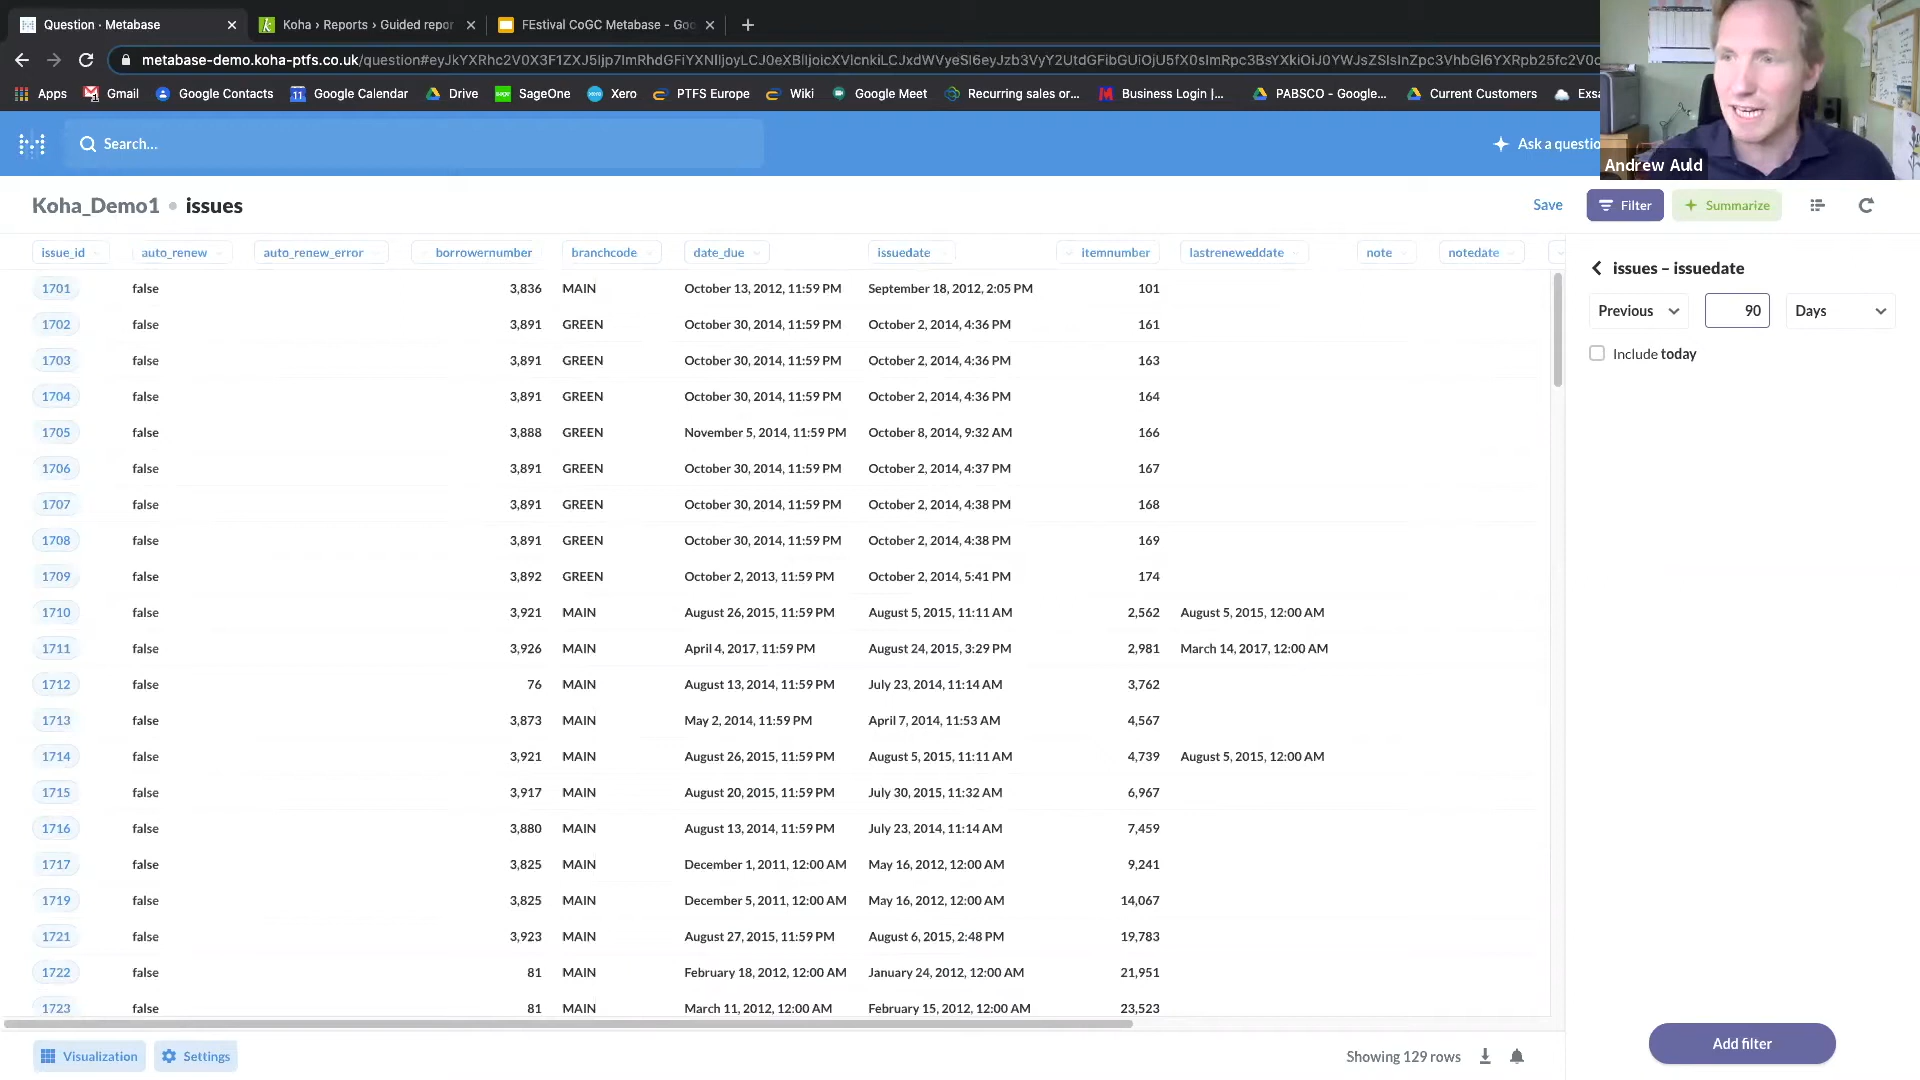 Question · Metabase
Koha › Reports › Guided repor
FEstival CoGC Metabase - Goo
Apps Gmail Google Contacts Google Calendar Drive SageOne Xero PTFS Europe Wiki Google Meet Recurring sales or... Business Login |... PABSCO - Google... Current Customers Exsa
Search...
Ask a questio
Andrew Auld
Koha_Demo1 • issues
Save
Filter
Summarize
issue_id auto_renew auto_renew_error borrowernumber branchcode date_due issuedate itemnumber lastreneweddate note notedate
1701 false 3,836 MAIN October 13, 2012, 11:59 PM September 18, 2012, 2:05 PM 101
1702 false 3,891 GREEN October 30, 2014, 11:59 PM October 2, 2014, 4:36 PM 161
1703 false 3,891 GREEN October 30, 2014, 11:59 PM October 2, 2014, 4:36 PM 163
1704 false 3,891 GREEN October 30, 2014, 11:59 PM October 2, 2014, 4:36 PM 164
1705 false 3,888 GREEN November 5, 2014, 11:59 PM October 8, 2014, 9:32 AM 166
1706 false 3,891 GREEN October 30, 2014, 11:59 PM October 2, 2014, 4:37 PM 167
1707 false 3,891 GREEN October 30, 2014, 11:59 PM October 2, 2014, 4:38 PM 168
1708 false 3,891 GREEN October 30, 2014, 11:59 PM October 2, 2014, 4:38 PM 169
1709 false 3,892 GREEN October 2, 2013, 11:59 PM October 2, 2014, 5:41 PM 174
1710 false 3,921 MAIN August 26, 2015, 11:59 PM August 5, 2015, 11:11 AM 2,562 August 5, 2015, 12:00 AM
1711 false 3,926 MAIN April 4, 2017, 11:59 PM August 24, 2015, 3:29 PM 2,981 March 14, 2017, 12:00 AM
1712 false 76 MAIN August 13, 2014, 11:59 PM July 23, 2014, 11:14 AM 3,762
1713 false 3,873 MAIN May 2, 2014, 11:59 PM April 7, 2014, 11:53 AM 4,567
1714 false 3,921 MAIN August 26, 2015, 11:59 PM August 5, 2015, 11:11 AM 4,739 August 5, 2015, 12:00 AM
1715 false 3,917 MAIN August 20, 2015, 11:59 PM July 30, 2015, 11:32 AM 6,967
1716 false 3,880 MAIN August 13, 2014, 11:59 PM July 23, 2014, 11:14 AM 7,459
1717 false 3,825 MAIN December 1, 2011, 12:00 AM May 16, 2012, 12:00 AM 9,241
1719 false 3,825 MAIN December 5, 2011, 12:00 AM May 16, 2012, 12:00 AM 14,067
1721 false 3,923 MAIN August 27, 2015, 11:59 PM August 6, 2015, 2:48 PM 19,783
1722 false 81 MAIN February 18, 2012, 12:00 AM January 24, 2012, 12:00 AM 21,951
1723 false 81 MAIN March 11, 2012, 12:00 AM February 15, 2012, 12:00 AM 23,523
issues – issuedate
Previous 90 Days
Include today
Add filter
Visualization
Settings
Showing 129 rows